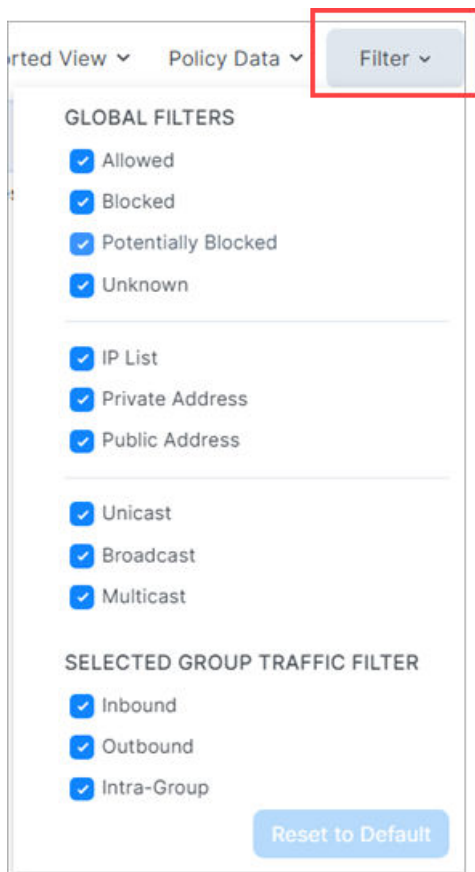 rted View Policy Data Filter
GLOBAL FILTERS
Allowed
Blocked
Potentially Blocked
Unknown
IP List
Private Address
Public Address
Unicast
Broadcast
Multicast
SELECTED GROUP TRAFFIC FILTER
Inbound
Outbound
Intra-Group
Reset to Default